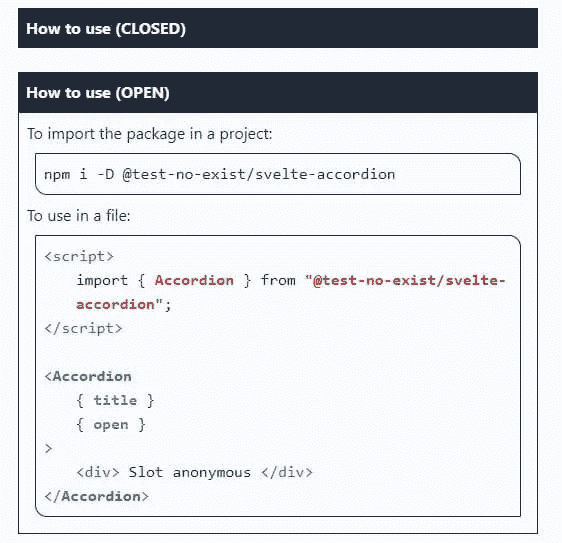 How to use (CLOSED)
How to use (OPEN)
To import the package in a project:
npm i -D @test-no-exist/svelte-accordion
To use in a file:
<script>
import { Accordion } from "@test-no-exist/svelte-
accordion";
</script>
<Accordion
{ title }
{ open }
>
<div> Slot anonymous </div>
</Accordion>